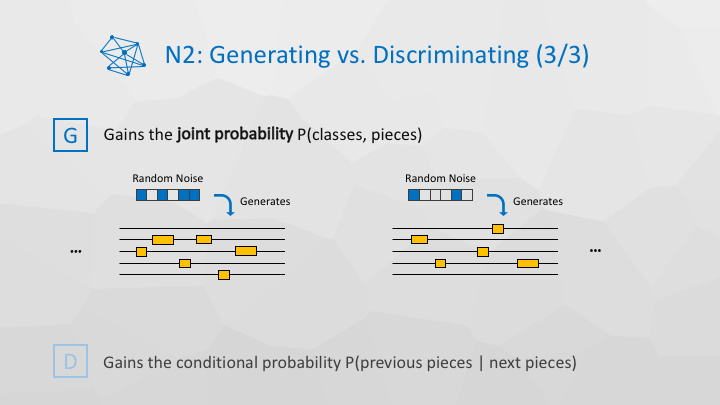 N2: Generating vs. Discriminating (3/3)
G
Gains the joint probability P(classes, pieces)
Random Noise
Generates
Random Noise
Generates
...
...
D
Gains the conditional probability P(previous pieces | next pieces)